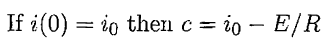 If i(0) = i₀ then c = i₀ − E/R